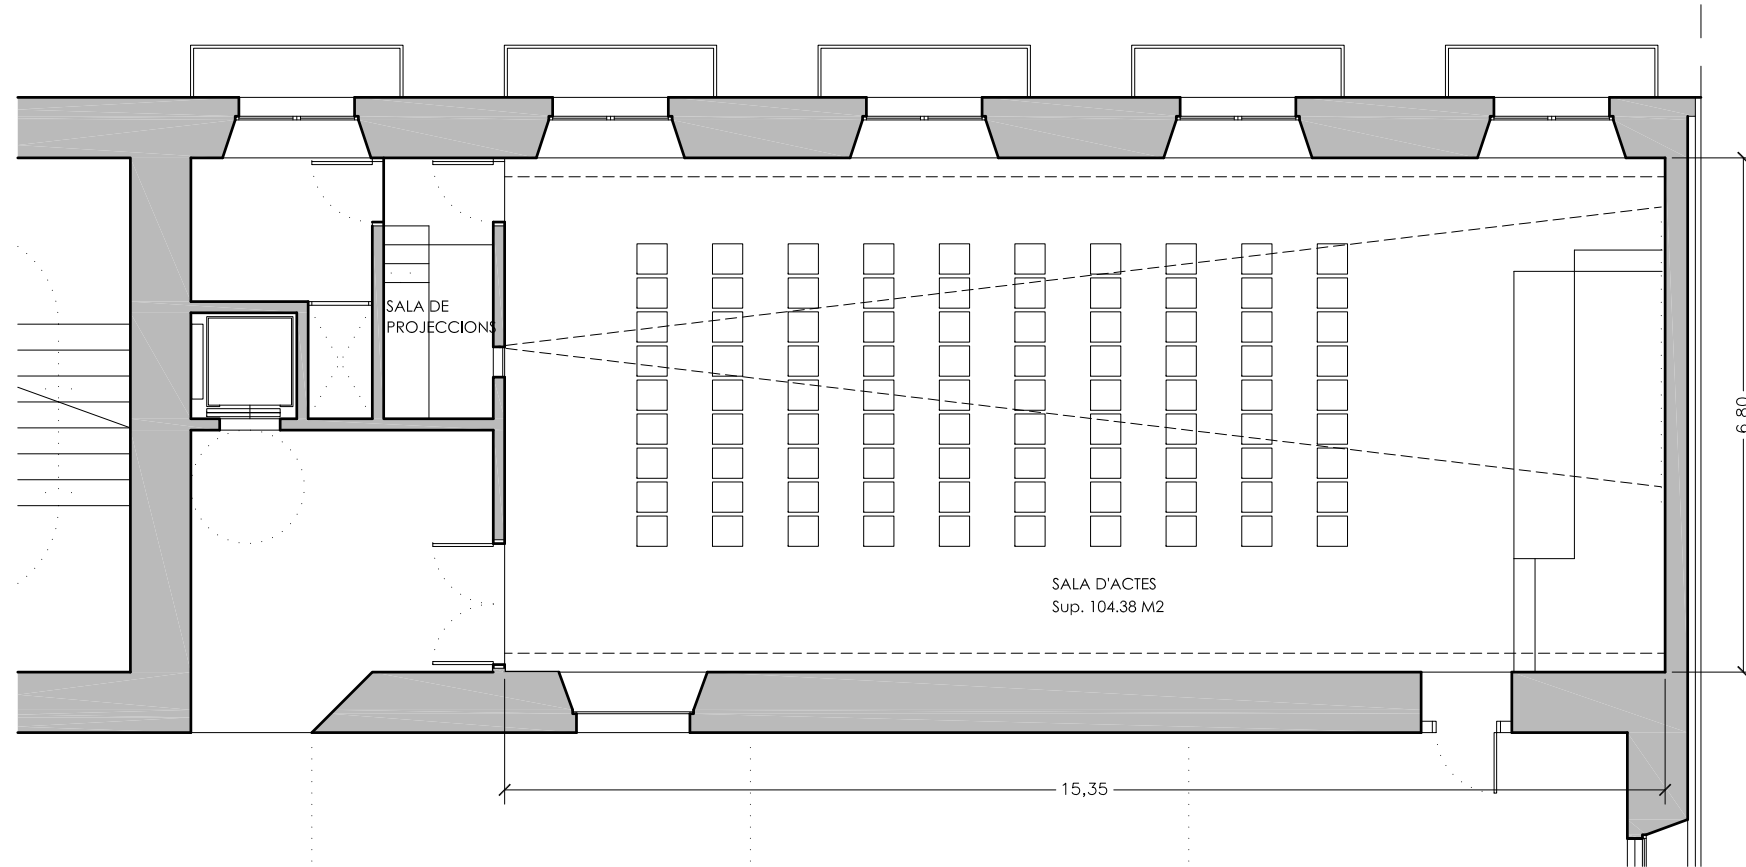 SALA DE
PROJECCIONS
6,80
SALA D'ACTES
Sup. 104.38 M2
15,35